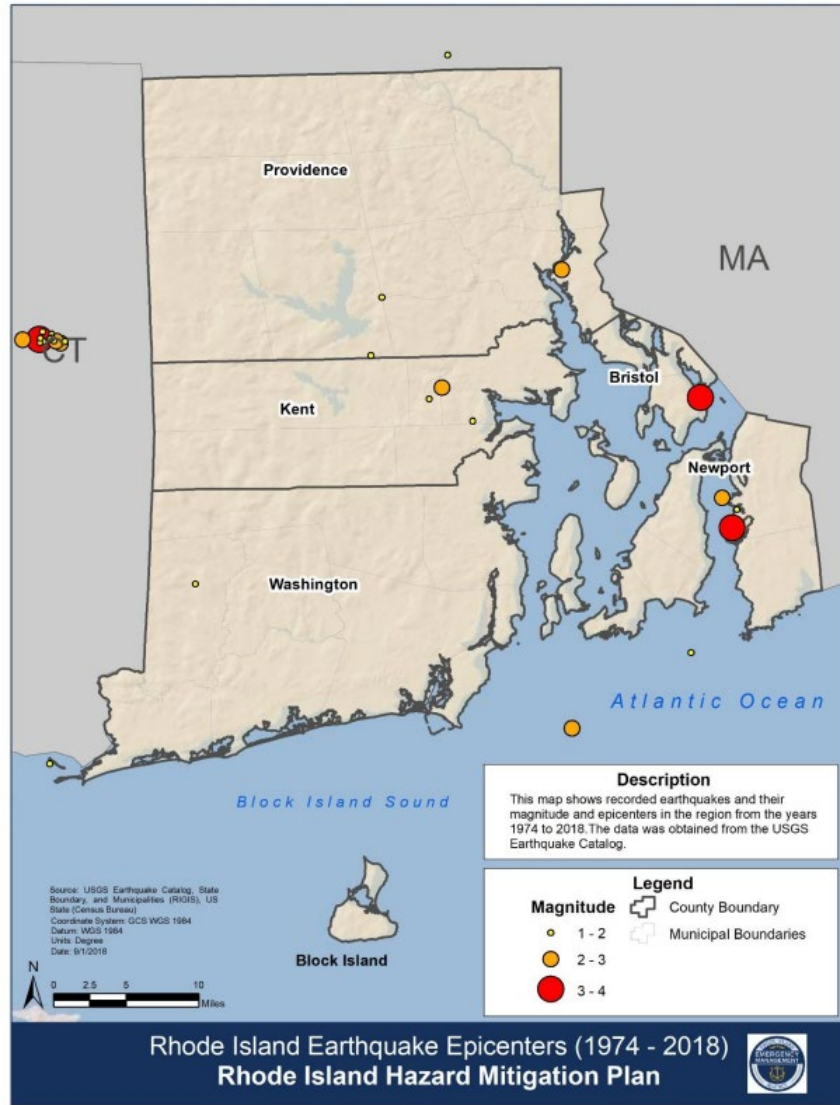 Providence
MA
CT
Bristol
Kent
Newport
Washington
Atlantic Ocean
Block Island Sound
Description
This map shows recorded earthquakes and their
magnitude and epicenters in the region from the years
1974 to 2018.The data was obtained from the USGS
Earthquake Catalog.
Source: USGS Earthquake Catalog, State
Boundary, and Municipalities (RIGIS), US
State (Census Bureau)
Coordinate System: GCS WGS 1984
Datum: WGS 1984
Units: Degree
Date: 9/1/2018
Block Island
N
0 2.5 5 10
Miles
Legend
Magnitude
1 - 2
2 - 3
3 - 4
County Boundary
Municipal Boundaries
Rhode Island Earthquake Epicenters (1974 - 2018)
Rhode Island Hazard Mitigation Plan
EMERGENCY
MANAGEMENT